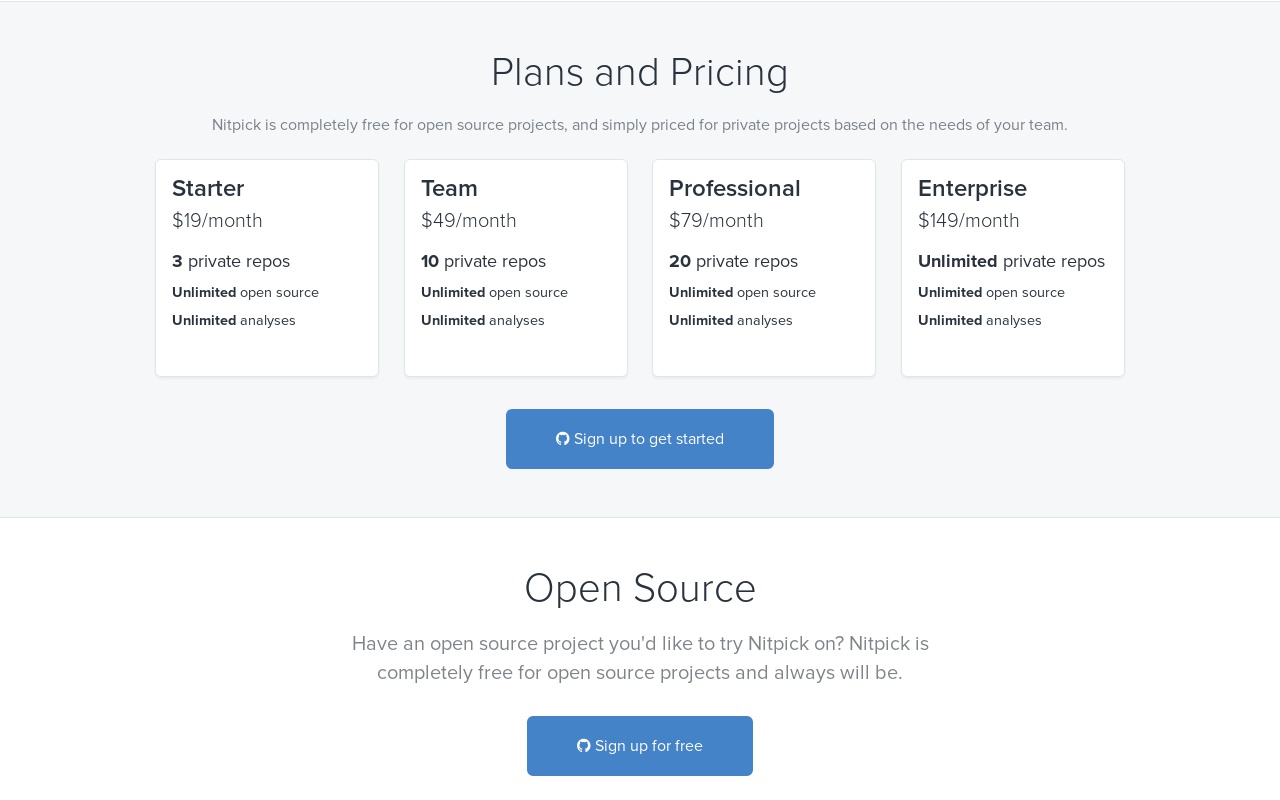 Plans and Pricing
Nitpick is completely free for open source projects, and simply priced for private projects based on the needs of your team.
Starter
$19/month
3 private repos
Unlimited open source
Unlimited analyses
Team
$49/month
10 private repos
Unlimited open source
Unlimited analyses
Professional
$79/month
20 private repos
Unlimited open source
Unlimited analyses
Enterprise
$149/month
Unlimited private repos
Unlimited open source
Unlimited analyses
Sign up to get started
Open Source
Have an open source project you'd like to try Nitpick on? Nitpick is
completely free for open source projects and always will be.
Sign up for free